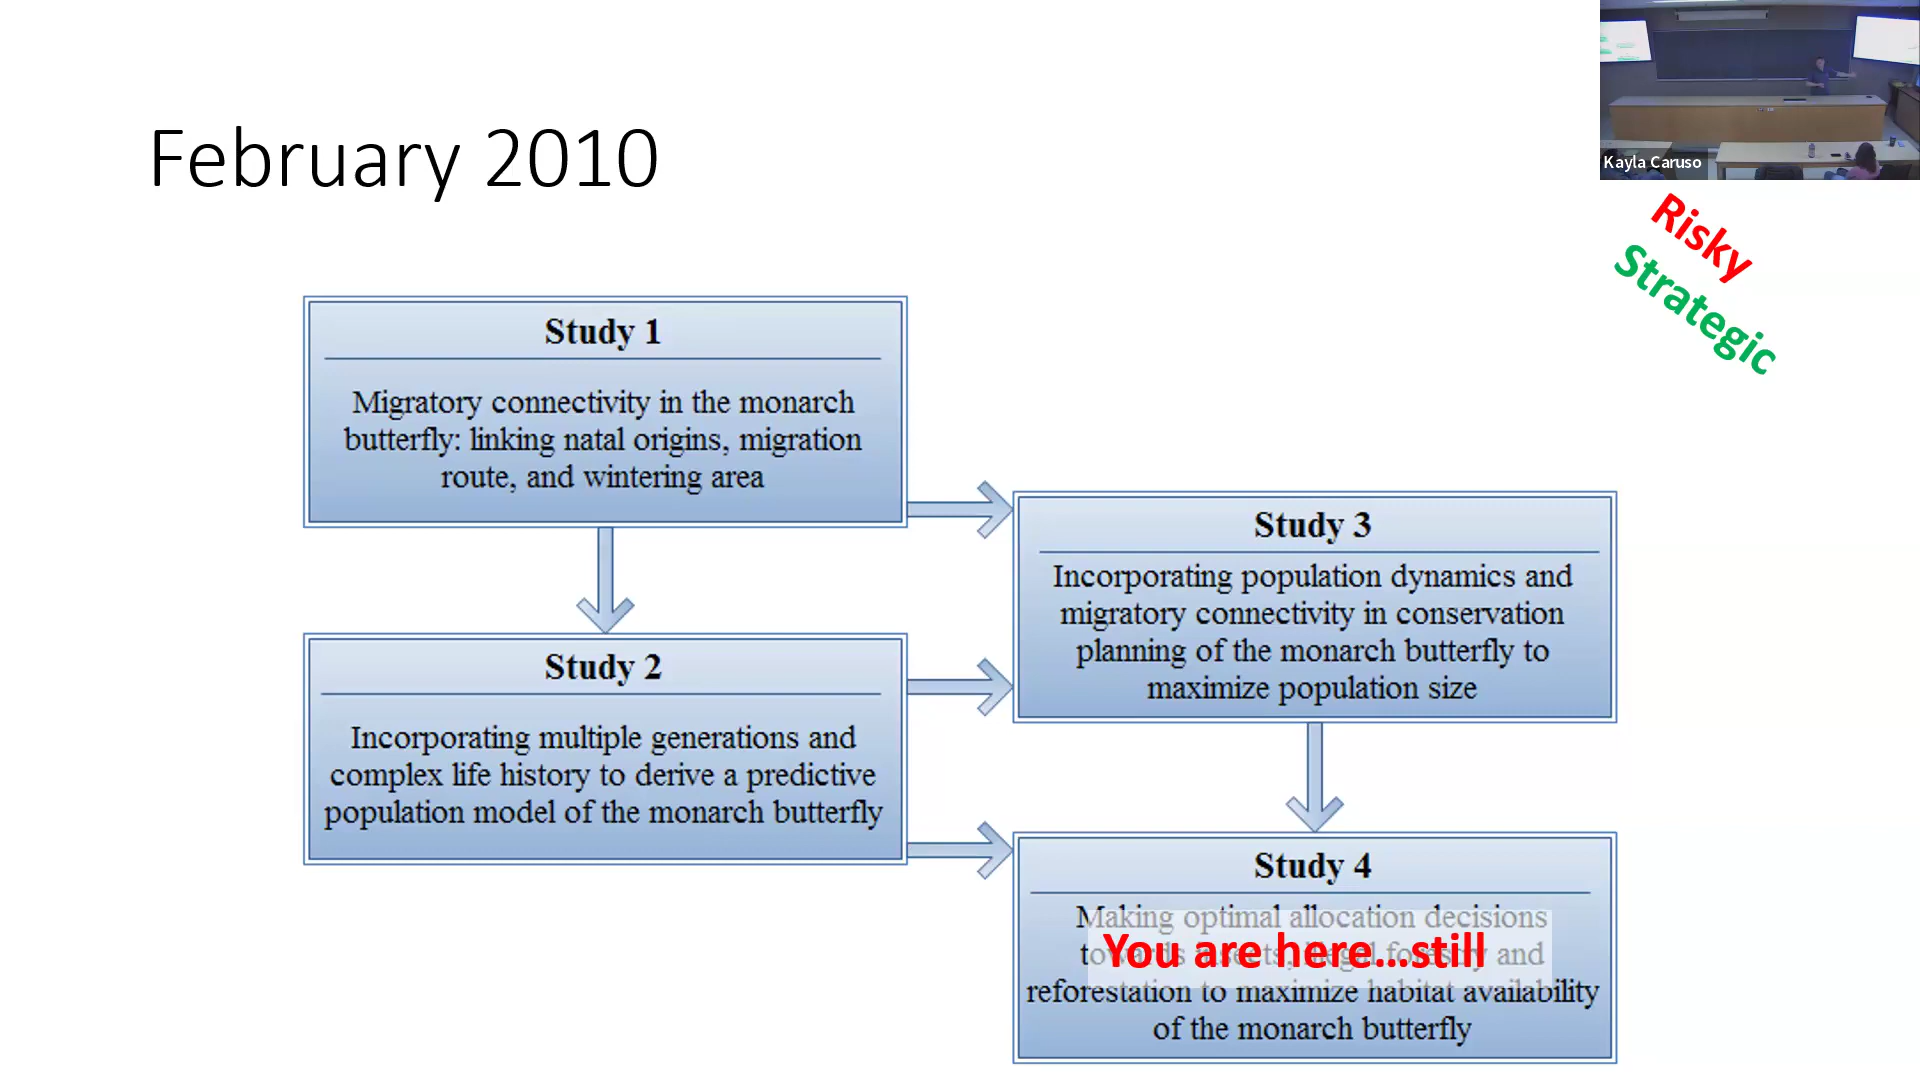 February 2010
Kayla Caruso
Risky
Strategic
Study 1
Migratory connectivity in the monarch
butterfly: linking natal origins, migration
route, and wintering area
Study 2
Incorporating multiple generations and
complex life history to derive a predictive
population model of the monarch butterfly
Study 3
Incorporating population dynamics and
migratory connectivity in conservation
planning of the monarch butterfly to
maximize population size
Study 4
Making optimal allocation decisions
towards insects, illegal forestry and
You are here...still
reforestation to maximize habitat availability
of the monarch butterfly